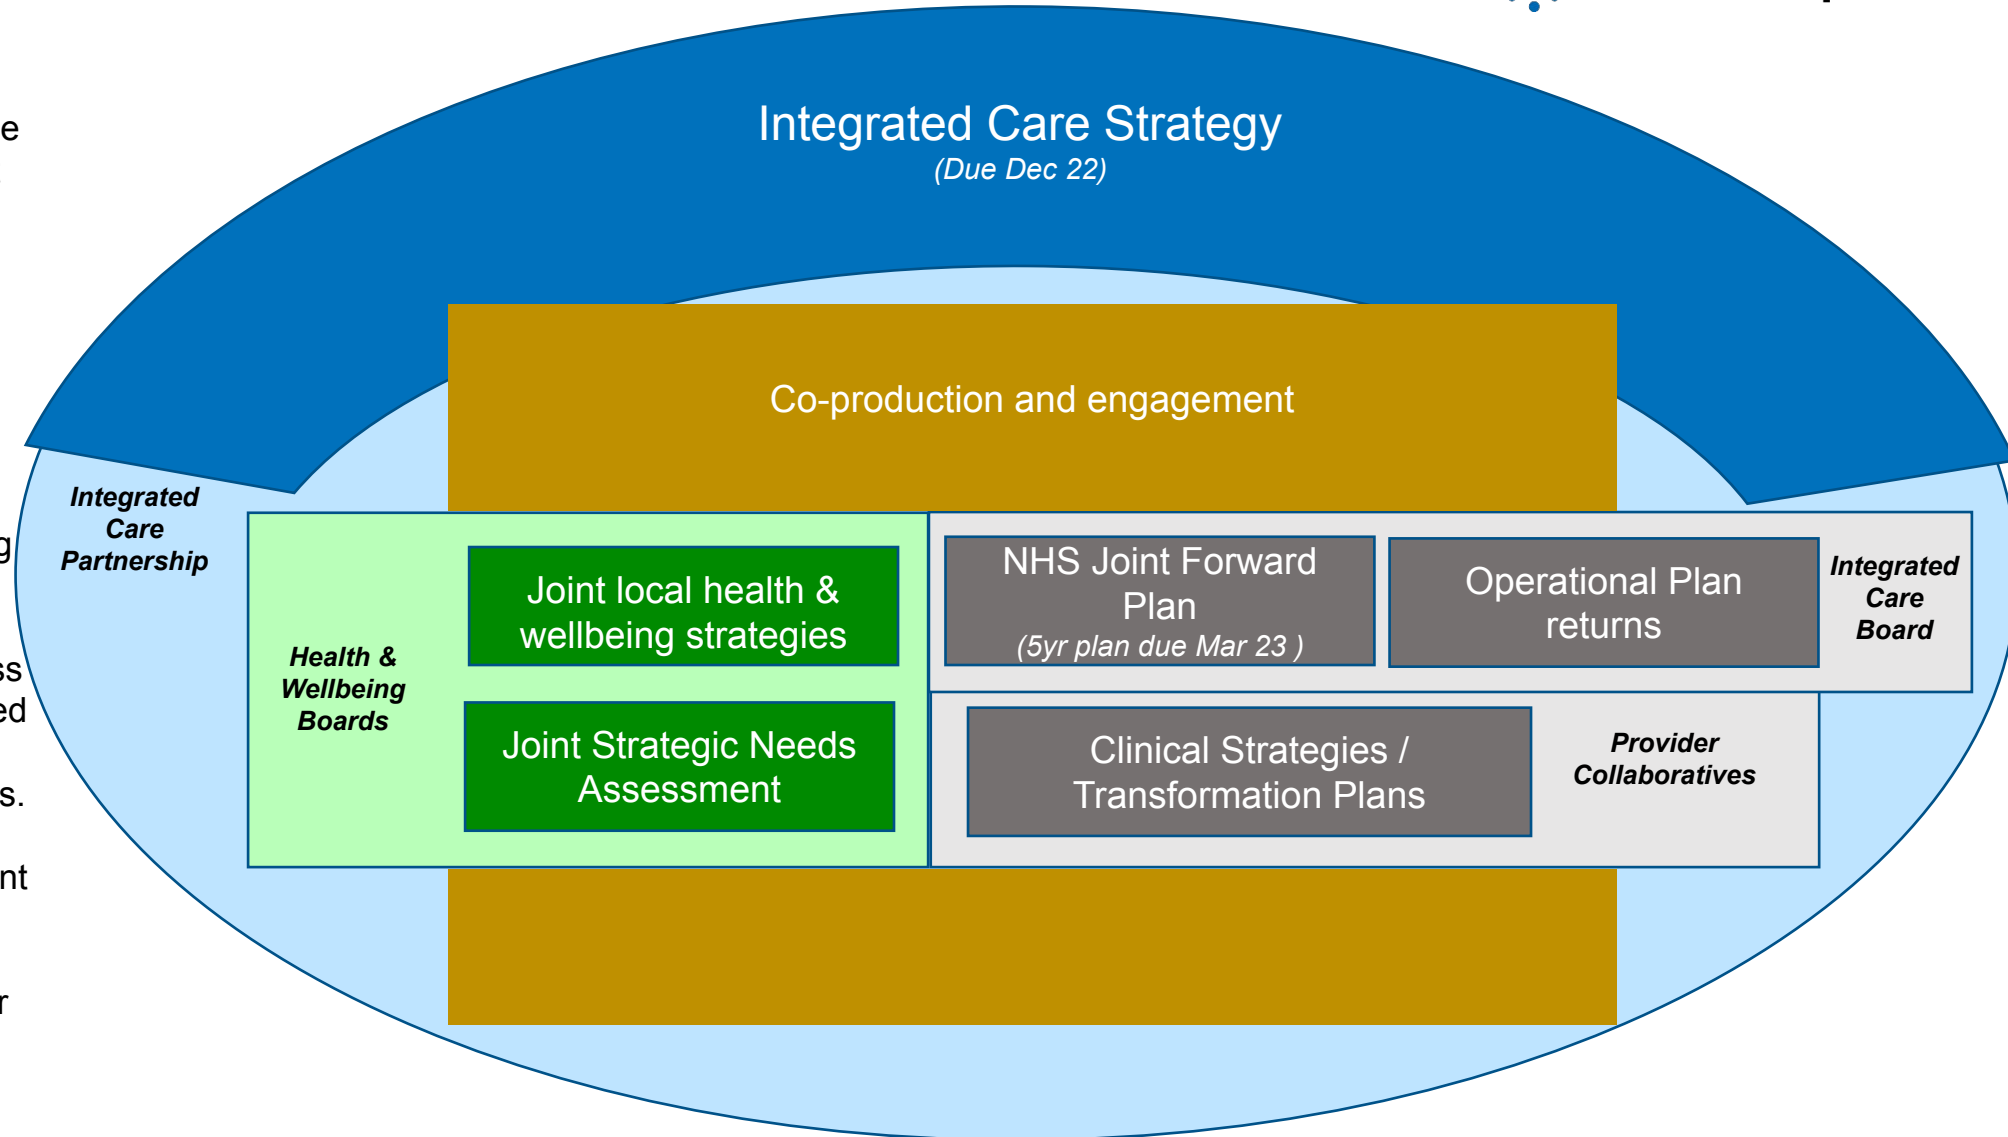 Integrated Care Strategy
(Due Dec 22)
Co-production and engagement
Integrated
Care
Partnership
Health &
Wellbeing
Boards
Joint local health &
wellbeing strategies
Joint Strategic Needs
Assessment
NHS Joint Forward
Plan
(5yr plan due Mar 23 )
Operational Plan
returns
Integrated
Care
Board
Clinical Strategies /
Transformation Plans
Provider
Collaboratives